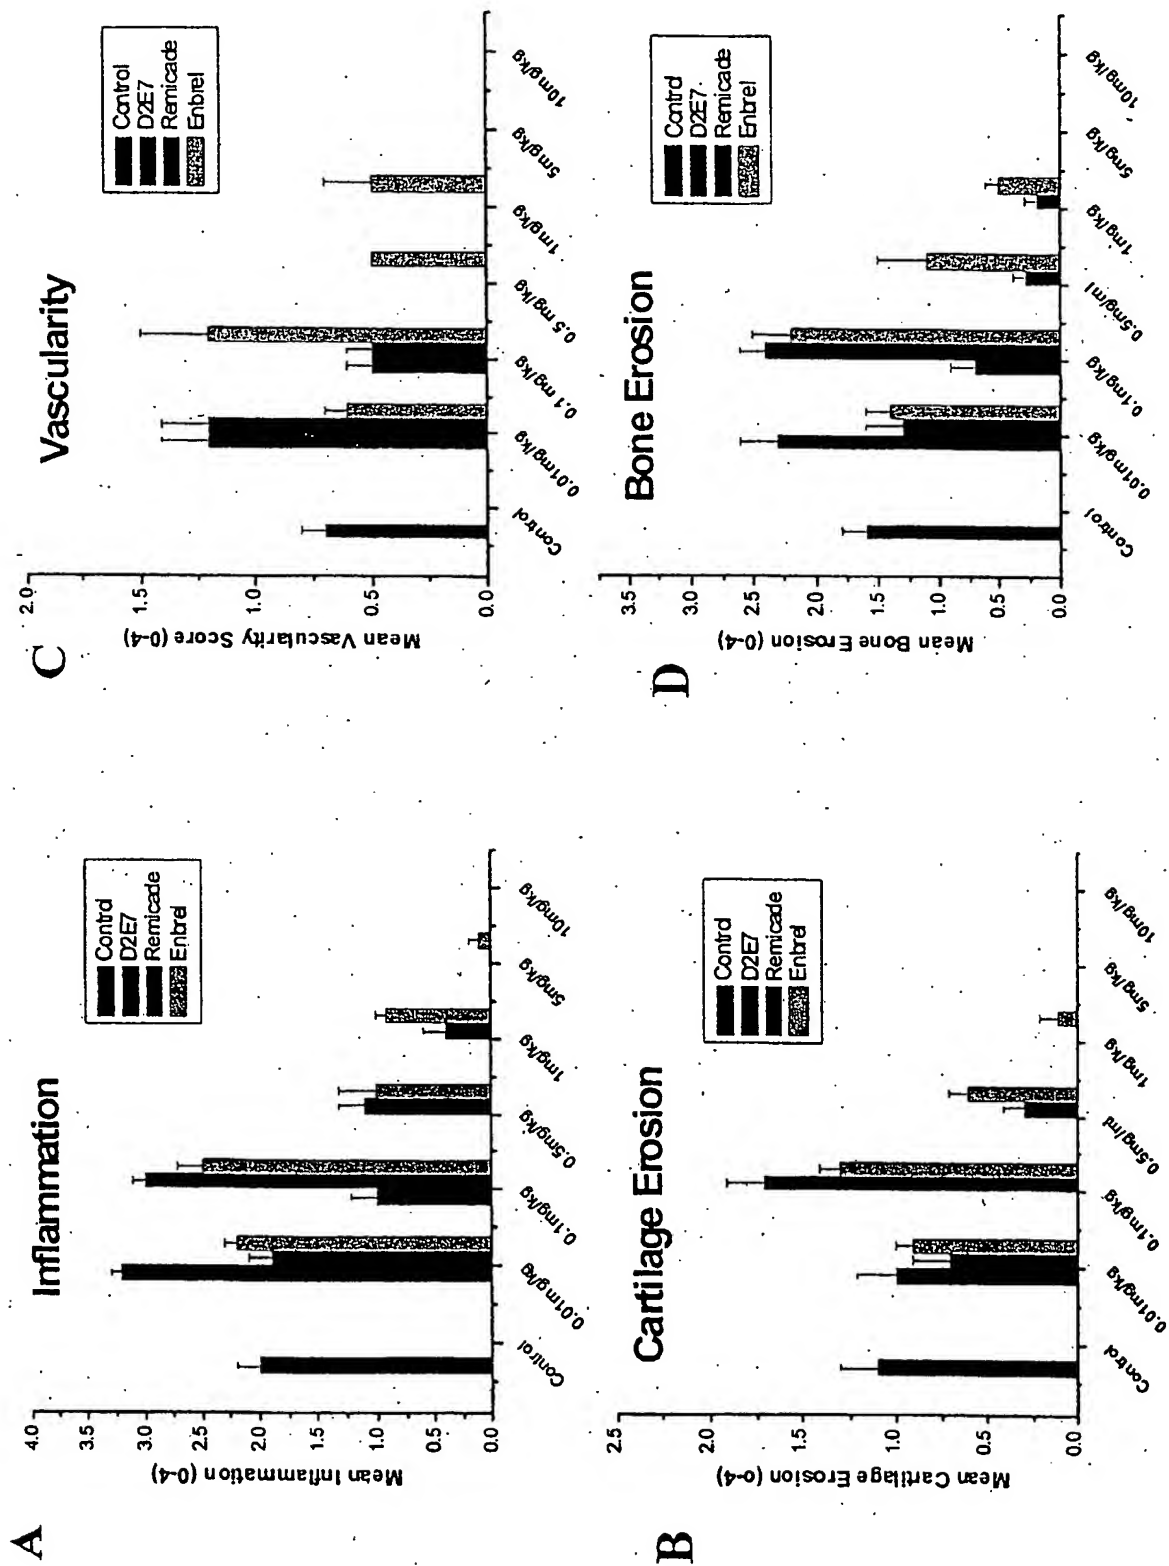 A
Inflammation
Mean Inflammation (0-4)
4.0
3.5
3.0
2.5
2.0
1.5
1.0
0.5
0.0
Control
0.01mg/kg
0.1mg/kg
0.5mg/kg
1mg/kg
5mg/kg
10mg/kg
Control
D2E7
Remicade
Enbrel
C
Vascularity
Mean Vascularity Score (0-4)
2.0
1.5
1.0
0.5
0.0
Control
0.01mg/kg
0.1 mg/kg
0.5 mg/kg
1mg/kg
5mg/kg
10mg/kg
Control
D2E7
Remicade
Enbrel
B
Cartilage Erosion
Mean Cartilage Erosion (o-4)
2.5
2.0
1.5
1.0
0.5
0.0
Control
0.01mg/kg
0.1mg/kg
0.5mg/ml
1mg/kg
5mg/kg
10mg/kg
Control
D2E7
Remicade
Enbrel
D
Bone Erosion
Mean Bone Erosion (0-4)
3.5
3.0
2.5
2.0
1.5
1.0
0.5
0.0
Control
0.01mg/kg
0.1mg/kg
0.5mg/ml
1mg/kg
5mg/kg
10mg/kg
Control
D2E7
Remicade
Enbrel